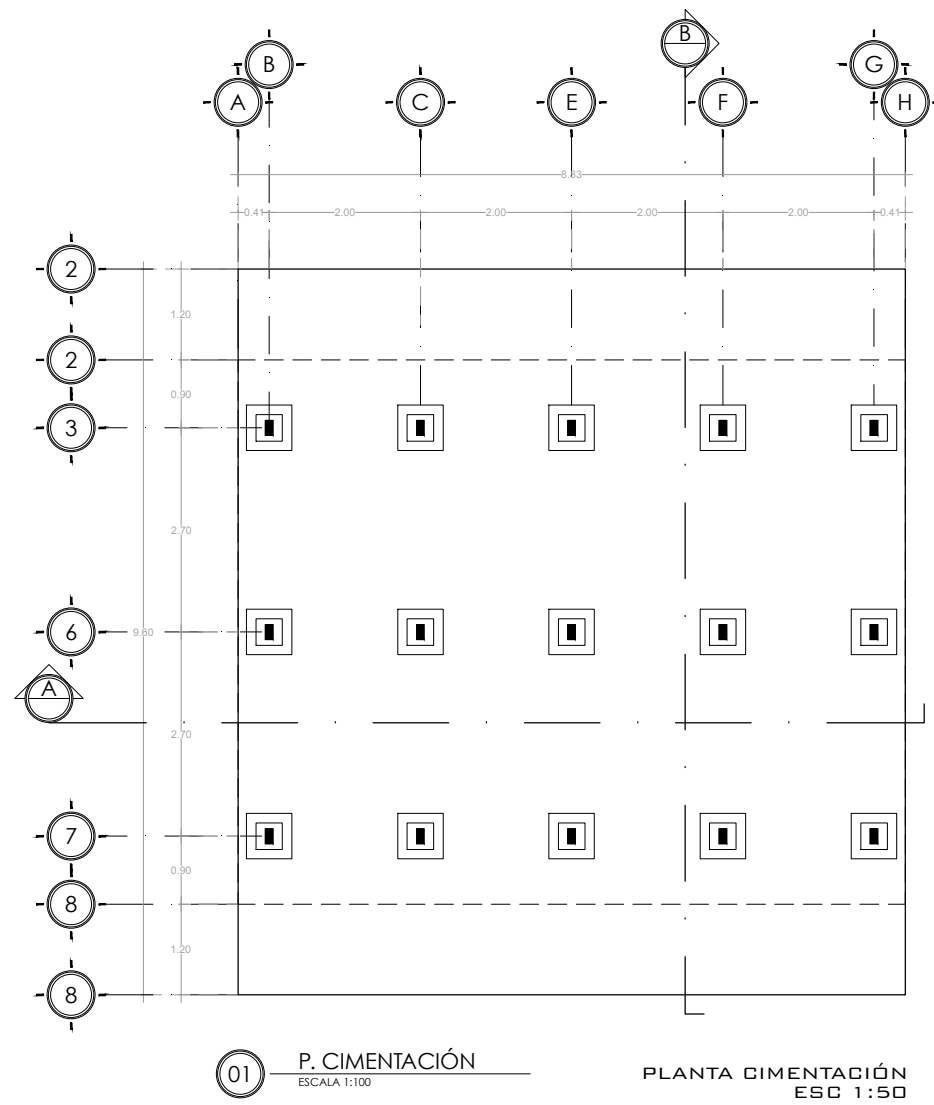 B
B
G
A
C
E
F
H
8.83
0.41
2.00
2.00
2.00
2.00
0.41
2
1.20
2
0.90
3
2.70
6
9.60
A
2.70
7
0.90
8
1.20
8
01
P. CIMENTACIÓN
ESCALA 1:100
PLANTA CIMENTACIÓN
ESC 1:50